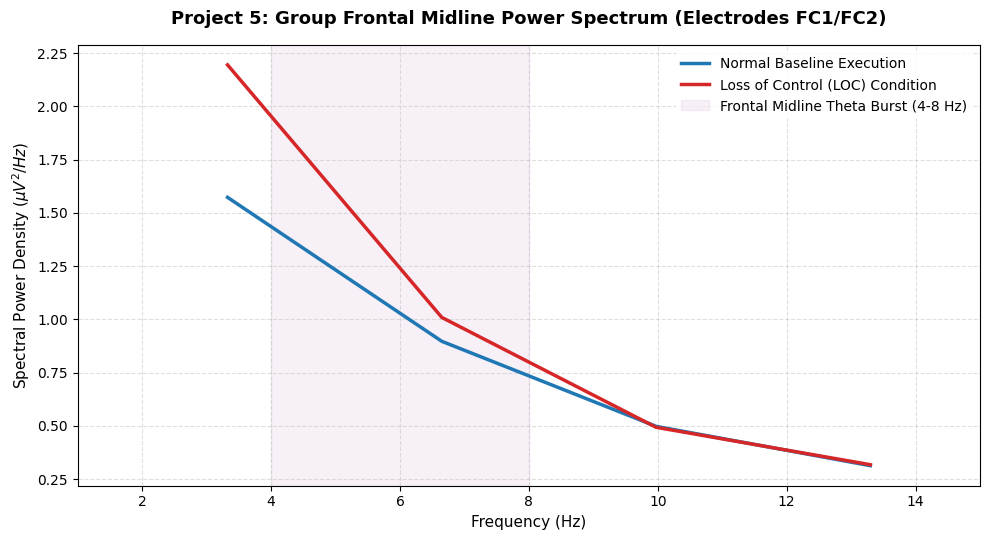 Project 5: Group Frontal Midline Power Spectrum (Electrodes FC1/FC2)
Normal Baseline Execution
Loss of Control (LOC) Condition
Frontal Midline Theta Burst (4-8 Hz)
Spectral Power Density (μV²/Hz)
2.25
2.00
1.75
1.50
1.25
1.00
0.75
0.50
0.25
2 4 6 8 10 12 14
Frequency (Hz)